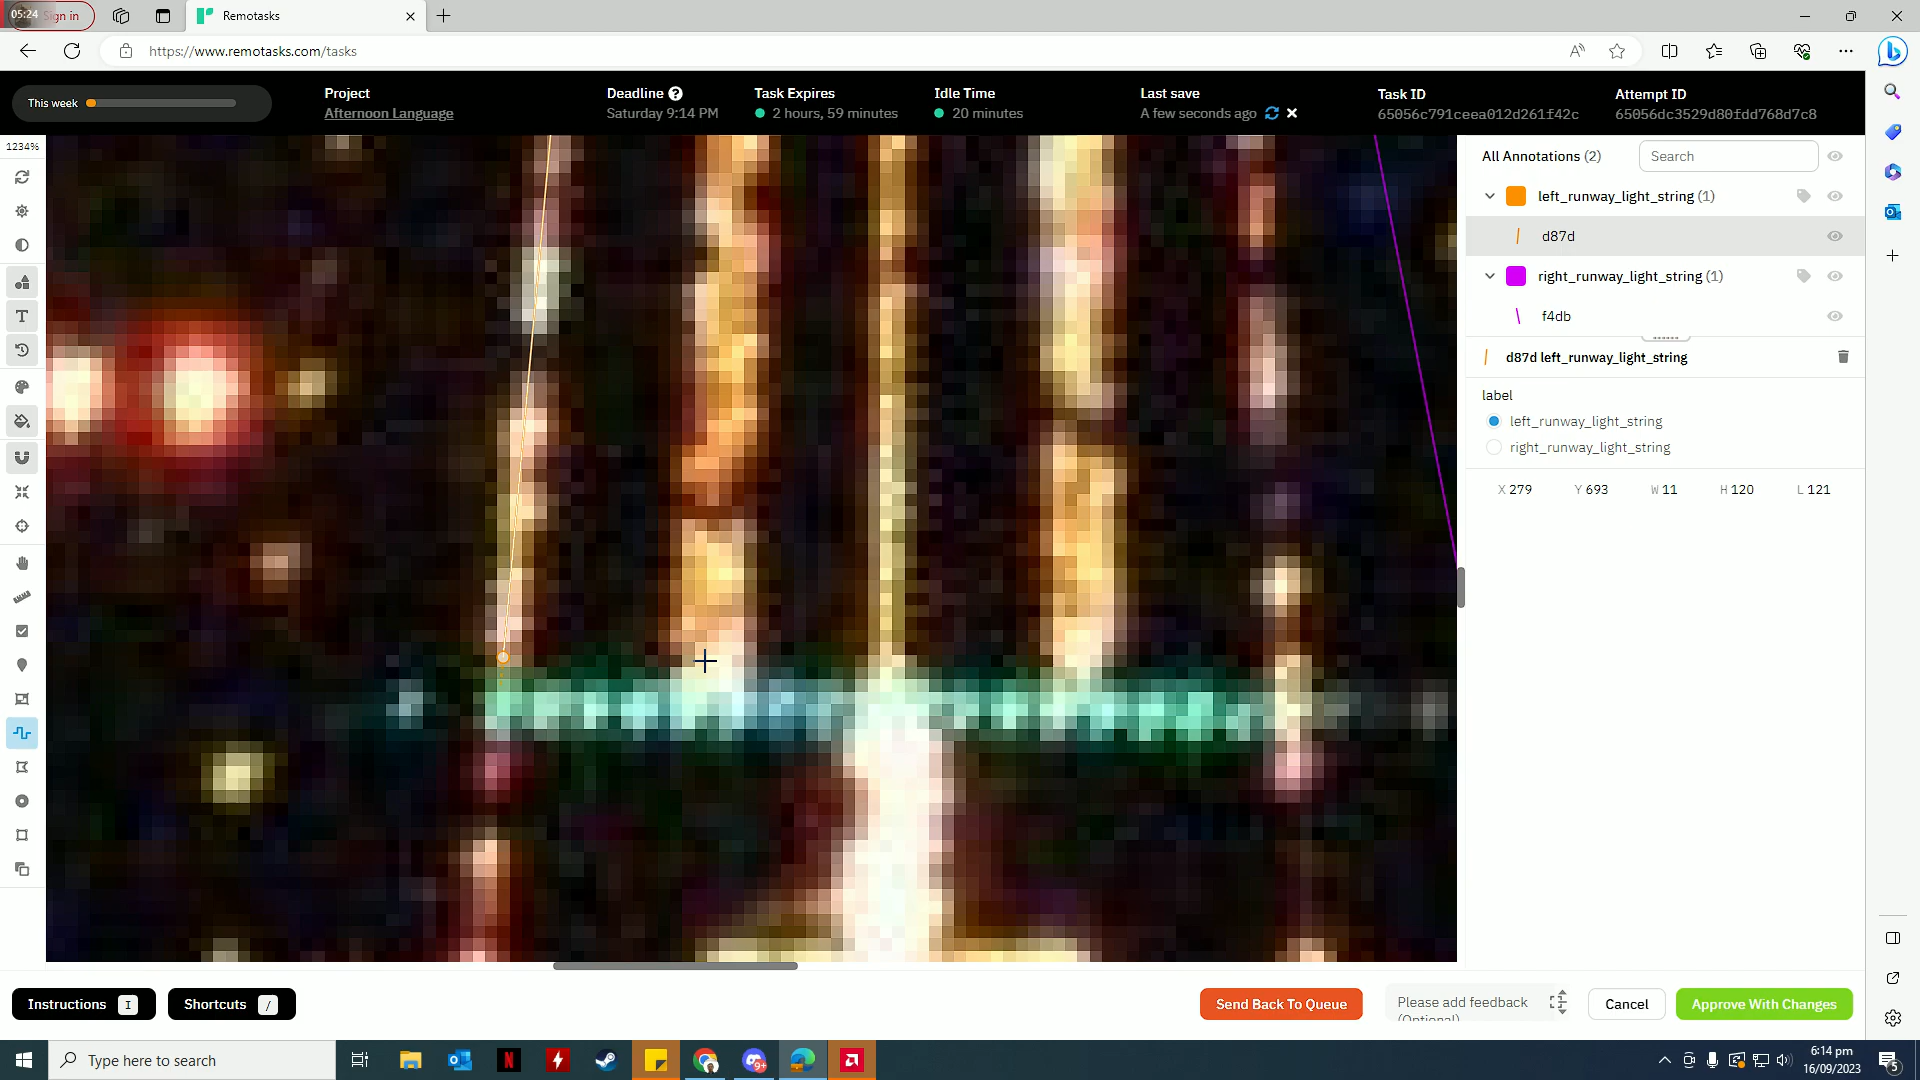 05:24
Sign in
Remotasks
https://www.remotasks.com/tasks
This week
Project
Afternoon Language
Deadline
Saturday 9:14 PM
Task Expires
2 hours, 59 minutes
Idle Time
20 minutes
Last save
A few seconds ago
Task ID
65056c791ceea012d261f42c
Attempt ID
65056dc3529d80fdd768d7c8
1234%
All Annotations (2)
Search
left_runway_light_string (1)
d87d
right_runway_light_string (1)
f4db
d87d left_runway_light_string
label
left_runway_light_string
right_runway_light_string
X 279 Y 693 W 11 H 120 L 121
Instructions I
Shortcuts /
Send Back To Queue
Please add feedback
(Optional)
Cancel
Approve With Changes
Type here to search
9+
6:14 pm
16/09/2023
5